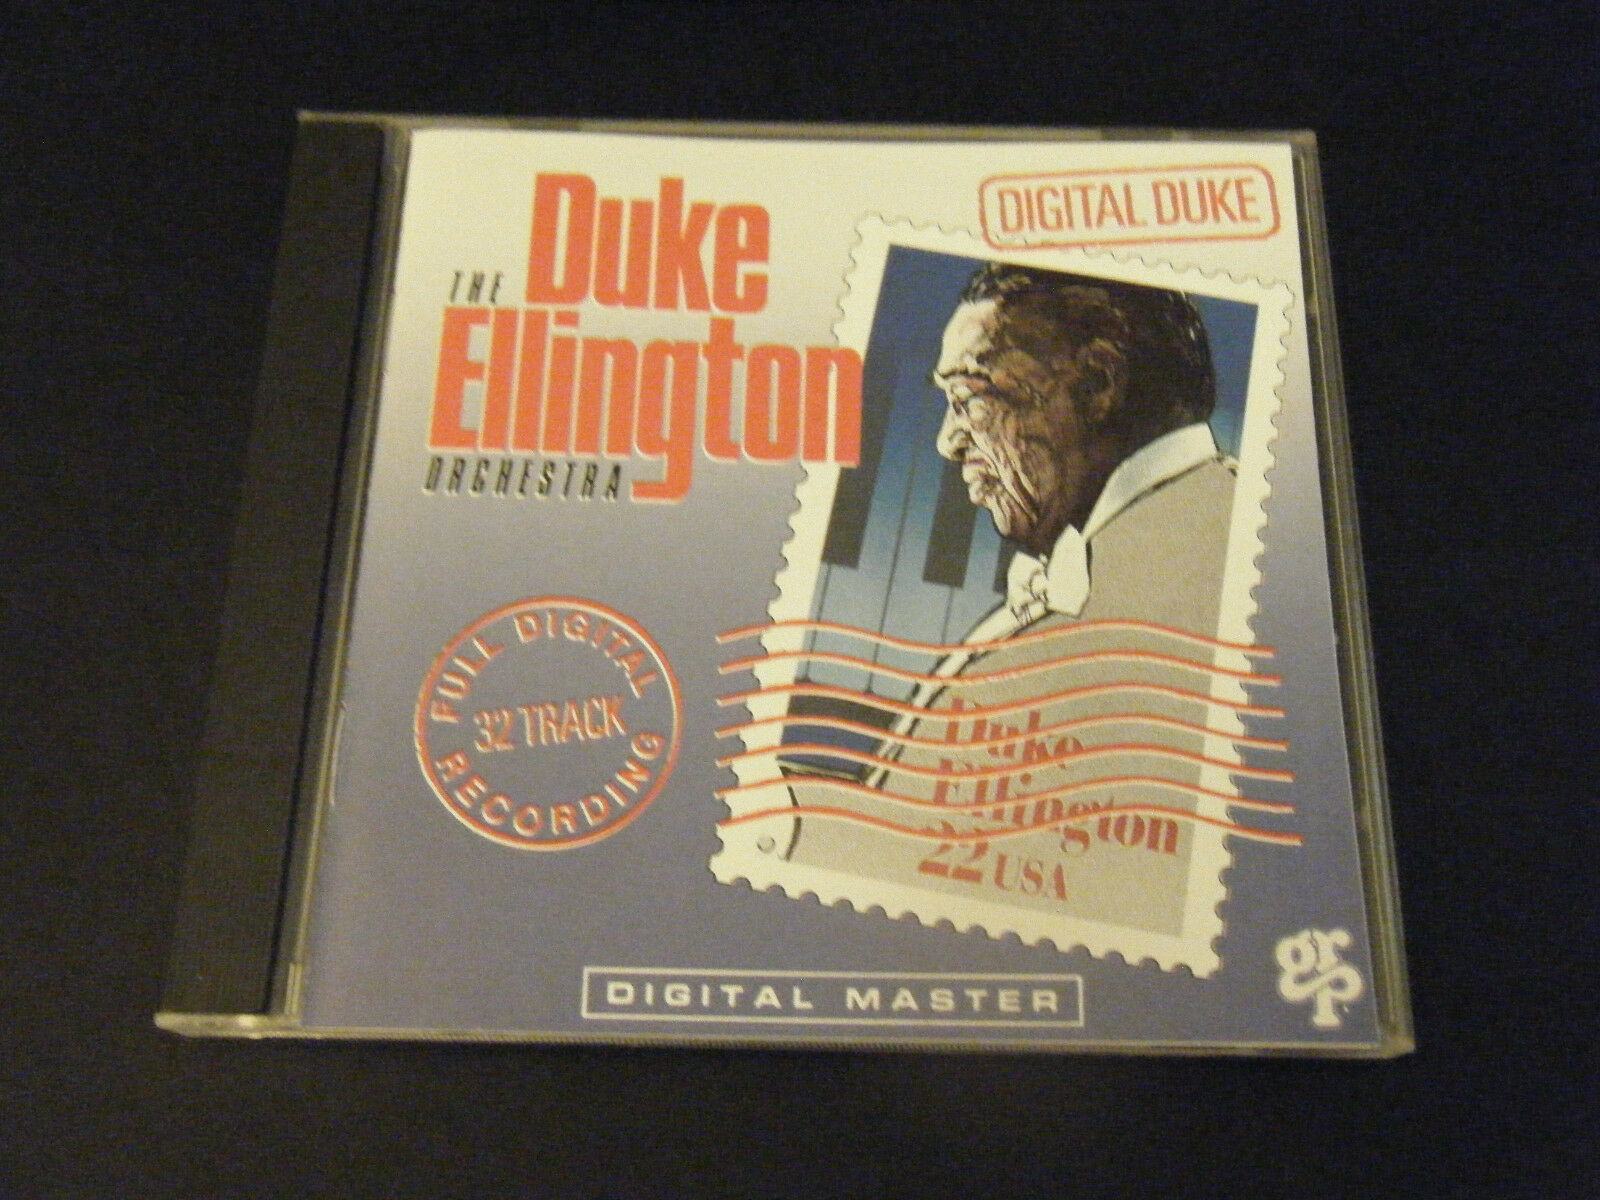 DIGITAL DUKE
THE Duke
Ellington
ORCHESTRA
FULL DIGITAL
32 TRACK
RECORDING
Duke
Ellington
22 USA
DIGITAL MASTER
grp